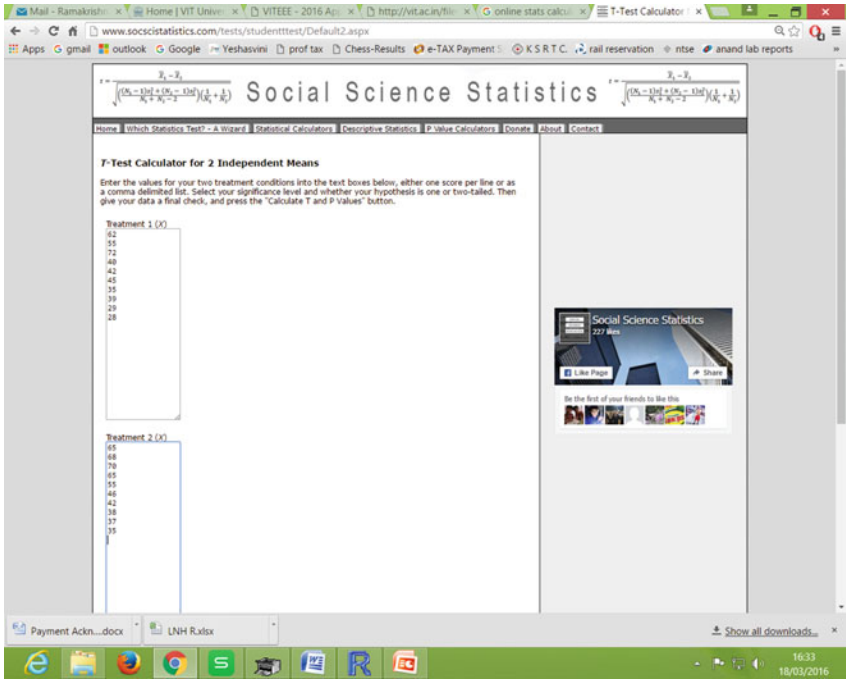 Mail - Ramakrishn
Home | VIT Univer
VITEEE - 2016 Ap
http://vit.ac.in/file
online stats calcul
T-Test Calculator
www.socscistatistics.com/tests/studentttest/Default2.aspx
Apps gmail outlook Google Yeshasvini prof tax Chess-Results e-TAX Payment S K S R T C. rail reservation ntse anand lab reports »
Social Science Statistics
Home Which Statistics Test? - A Wizard Statistical Calculators Descriptive Statistics P Value Calculators Donate About Contact
T-Test Calculator for 2 Independent Means
Enter the values for your two treatment conditions into the text boxes below, either one score per line or as
a comma delimited list. Select your significance level and whether your hypothesis is one or two-tailed. Then
give your data a final check, and press the "Calculate T and P Values" button.
Treatment 1 (X)
62
55
72
40
42
45
35
39
29
28
Social Science Statistics
227 likes
Like Page
Share
Be the first of your friends to like this
Treatment 2 (X)
65
68
70
65
55
46
42
38
37
35
Payment Ackn....docx
LNH R.xlsx
Show all downloads...
16:33
18/03/2016